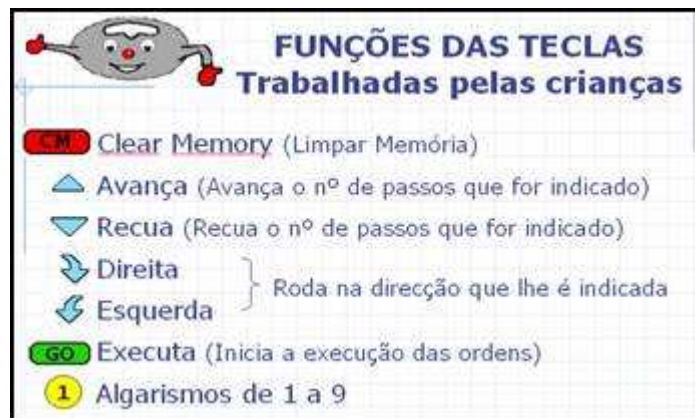 FUNÇÕES DAS TECLAS
Trabalhadas pelas crianças
CM Clear Memory (Limpar Memória)
Avança (Avança o nº de passos que for indicado)
Recua (Recua o nº de passos que for indicado)
Direita
Roda na direcção que lhe é indicada
Esquerda
GO Executa (Inicia a execução das ordens)
1 Algarismos de 1 a 9